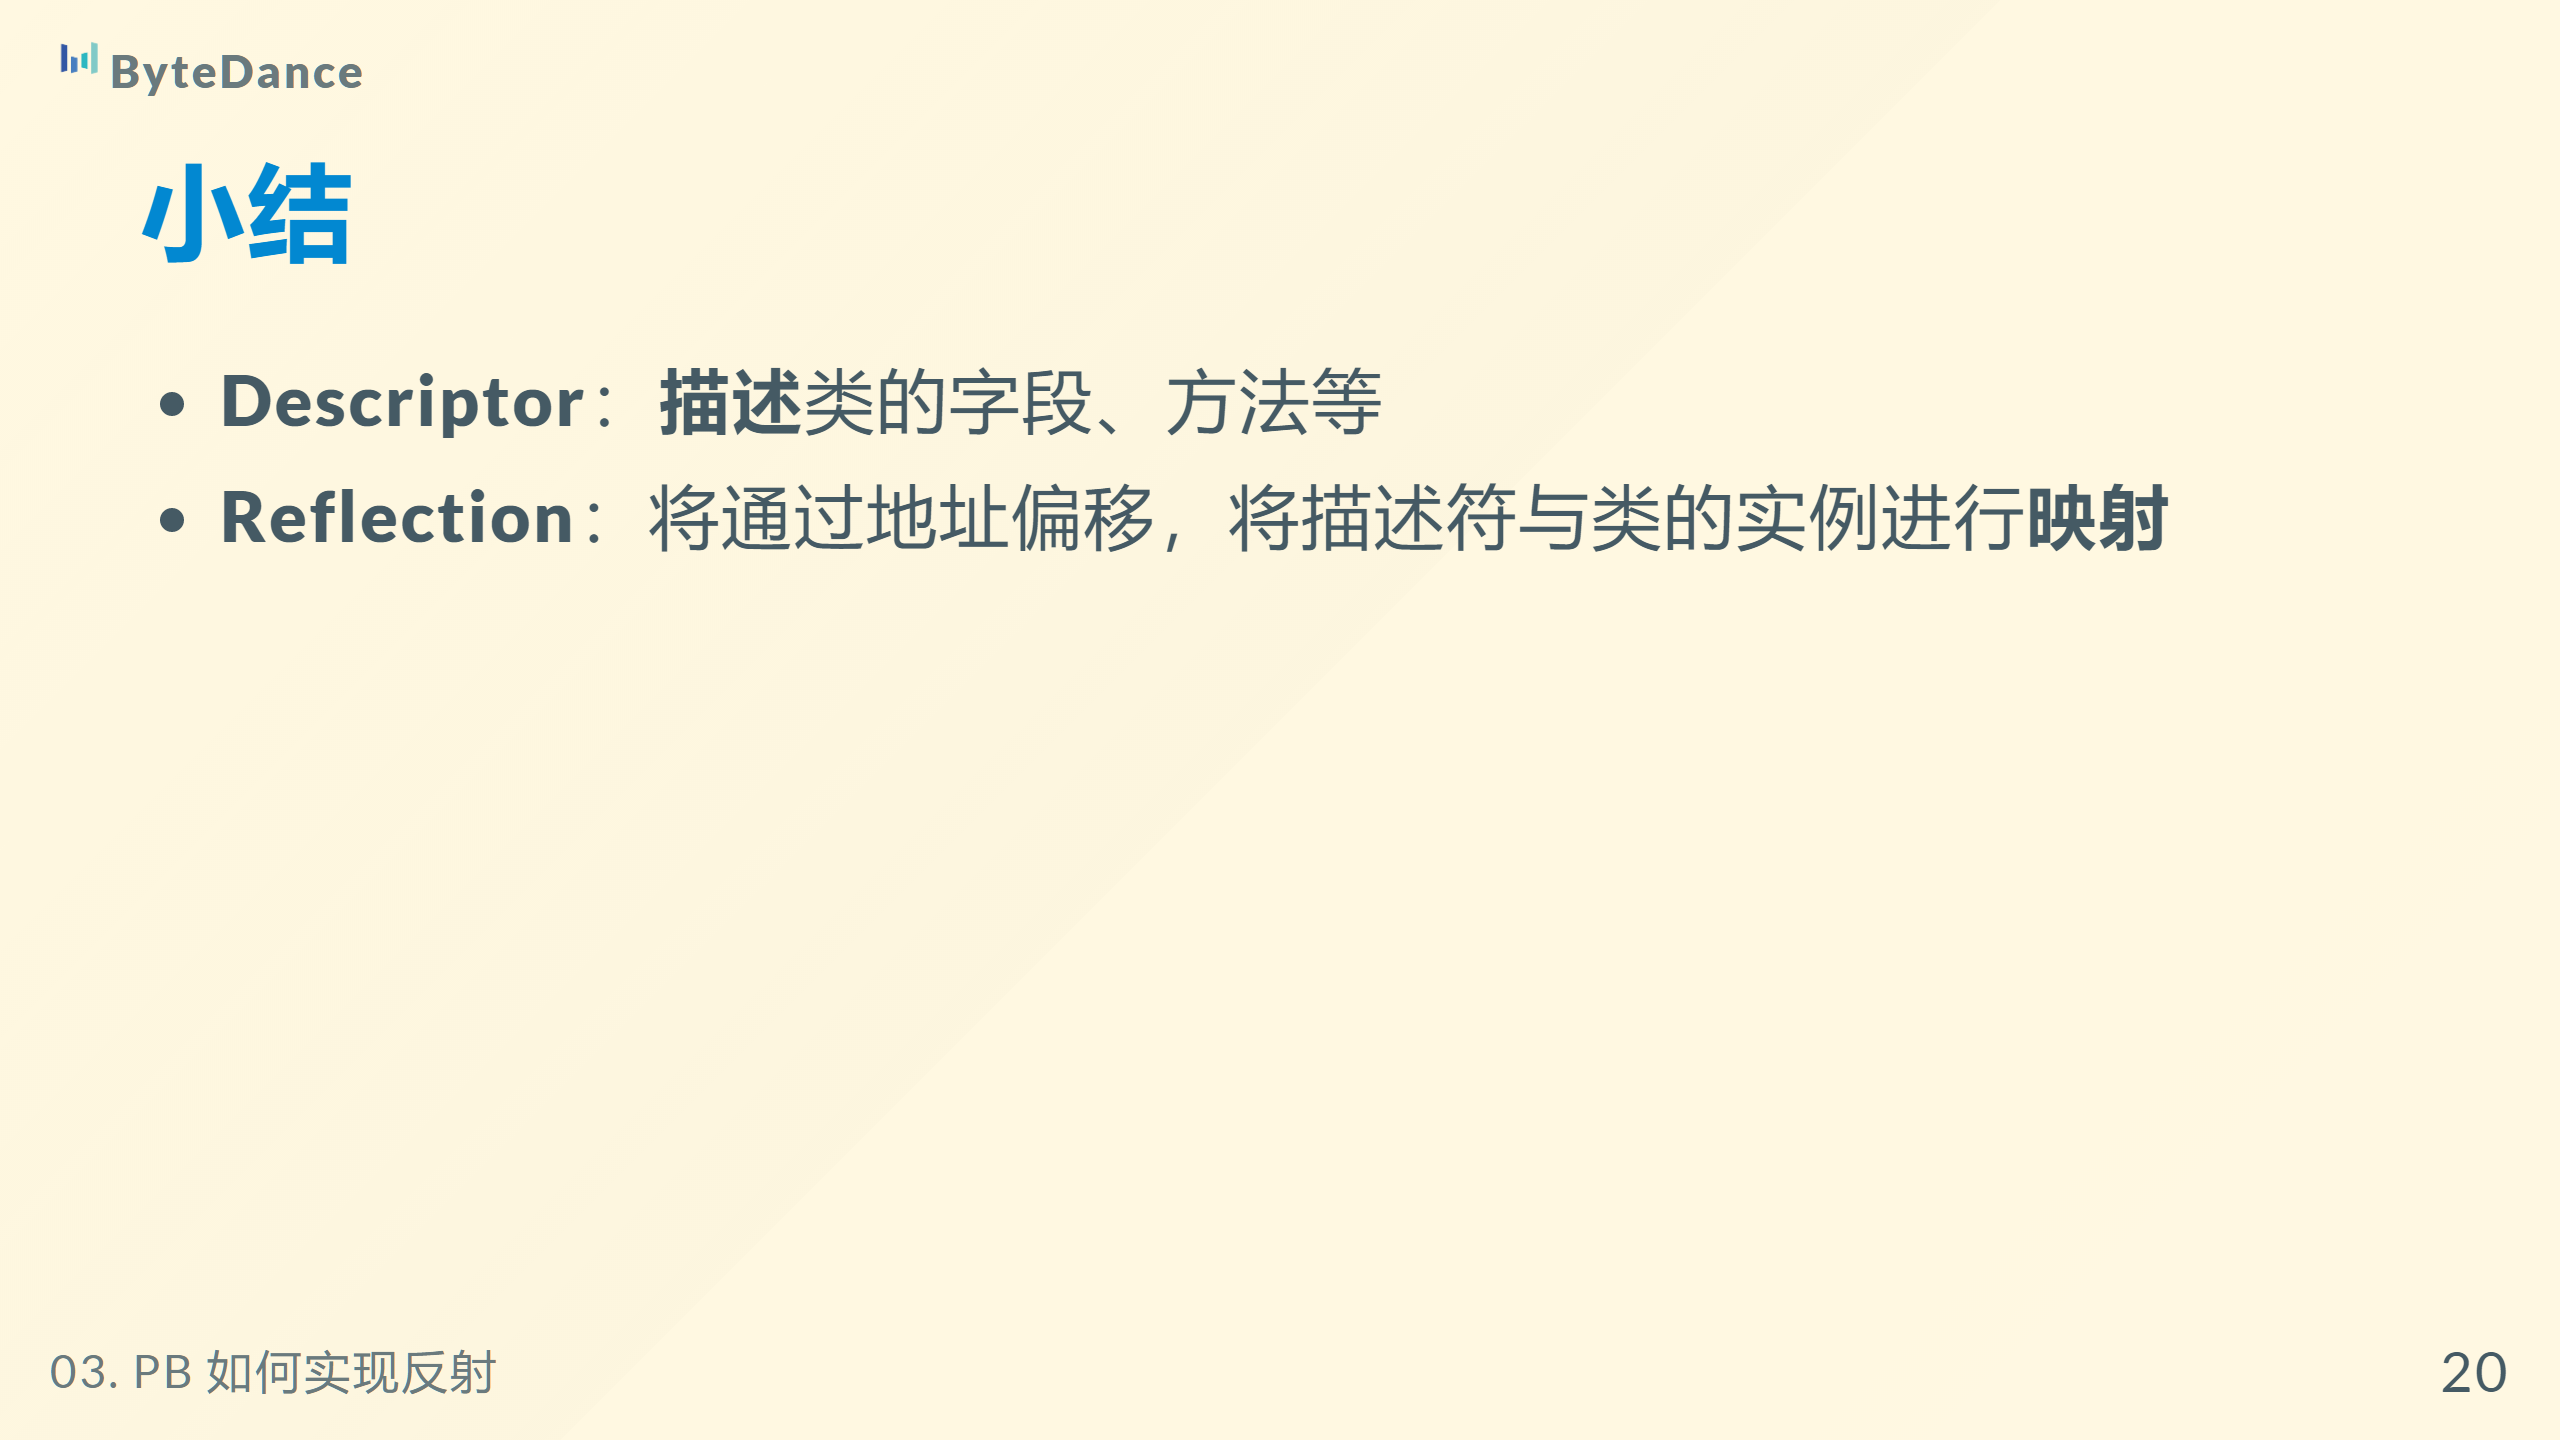 ByteDance
小结
• Descriptor：描述类的字段、方法等
• Reflection：将通过地址偏移，将描述符与类的实例进行映射
03. PB 如何实现反射
20